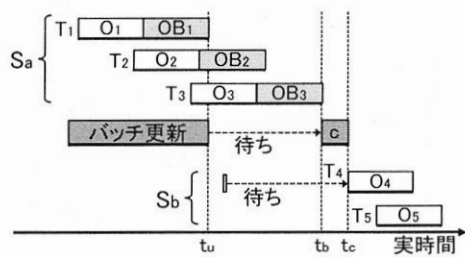 T1 O1 OB1
Sa
T2 O2 OB2
T3 O3 OB3
バッチ更新 待ち c
T4 O4
Sb 待ち
T5 O5
tu tb tc 実時間